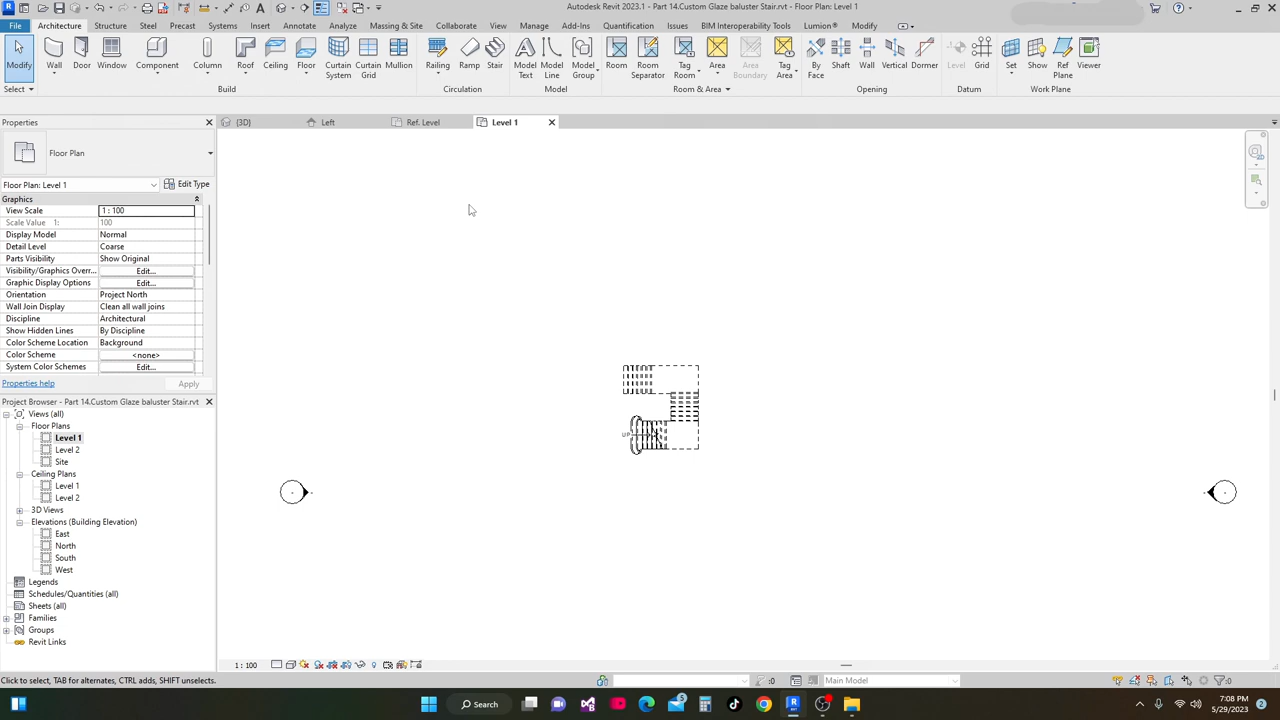 Autodesk Revit 2023.1 - Part 14.Custom Glaze baluster Stair.rvt - Floor Plan: Level 1
File Architecture Structure Steel Precast Systems Insert Annotate Analyze Massing & Site Collaborate View Manage Add-Ins Quantification BIM Interoperability Tools Lumion® Modify
Modify Wall Door Window Component Column Roof Ceiling Floor Curtain System Curtain Grid Mullion Railing Ramp Stair Model Text Model Line Model Group Room Room Separator Tag Room Area Area Boundary Tag Area By Face Shaft Wall Vertical Dormer Level Grid Set Show Ref Plane Viewer
Select Build Circulation Model Room & Area Opening Datum Work Plane
Properties
{3D} Left Ref. Level Level 1
Floor Plan
Floor Plan: Level 1 Edit Type
Graphics
View Scale 1 : 100
Scale Value 1: 100
Display Model Normal
Detail Level Coarse
Parts Visibility Show Original
Visibility/Graphics Overr... Edit...
Graphic Display Options Edit...
Orientation Project North
Wall Join Display Clean all wall joins
Discipline Architectural
Show Hidden Lines By Discipline
Color Scheme Location Background
Color Scheme <none>
System Color Schemes Edit...
Properties help Apply
Project Browser - Part 14.Custom Glaze baluster Stair.rvt
Views (all)
Floor Plans
Level 1
Level 2
Site
Ceiling Plans
Level 1
Level 2
3D Views
Elevations (Building Elevation)
East
North
South
West
Legends
Schedules/Quantities (all)
Sheets (all)
Families
Groups
Revit Links
UP
1 : 100
Click to select, TAB for alternates, CTRL adds, SHIFT unselects.
:0 Main Model :0
Search
7:08 PM
5/29/2023